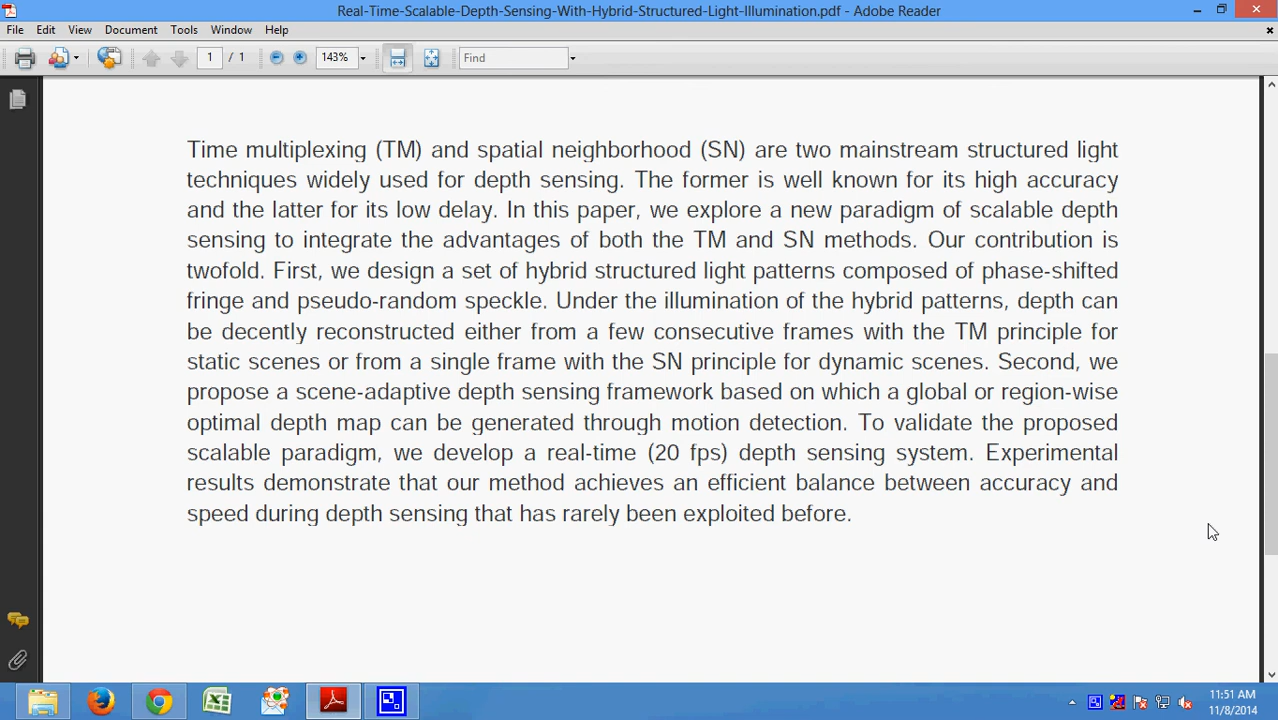 Real-Time-Scalable-Depth-Sensing-With-Hybrid-Structured-Light-Illumination.pdf - Adobe Reader
File Edit View Document Tools Window Help
1 / 1 143% Find
Time multiplexing (TM) and spatial neighborhood (SN) are two mainstream structured light
techniques widely used for depth sensing. The former is well known for its high accuracy
and the latter for its low delay. In this paper, we explore a new paradigm of scalable depth
sensing to integrate the advantages of both the TM and SN methods. Our contribution is
twofold. First, we design a set of hybrid structured light patterns composed of phase-shifted
fringe and pseudo-random speckle. Under the illumination of the hybrid patterns, depth can
be decently reconstructed either from a few consecutive frames with the TM principle for
static scenes or from a single frame with the SN principle for dynamic scenes. Second, we
propose a scene-adaptive depth sensing framework based on which a global or region-wise
optimal depth map can be generated through motion detection. To validate the proposed
scalable paradigm, we develop a real-time (20 fps) depth sensing system. Experimental
results demonstrate that our method achieves an efficient balance between accuracy and
speed during depth sensing that has rarely been exploited before.
11:51 AM
11/8/2014